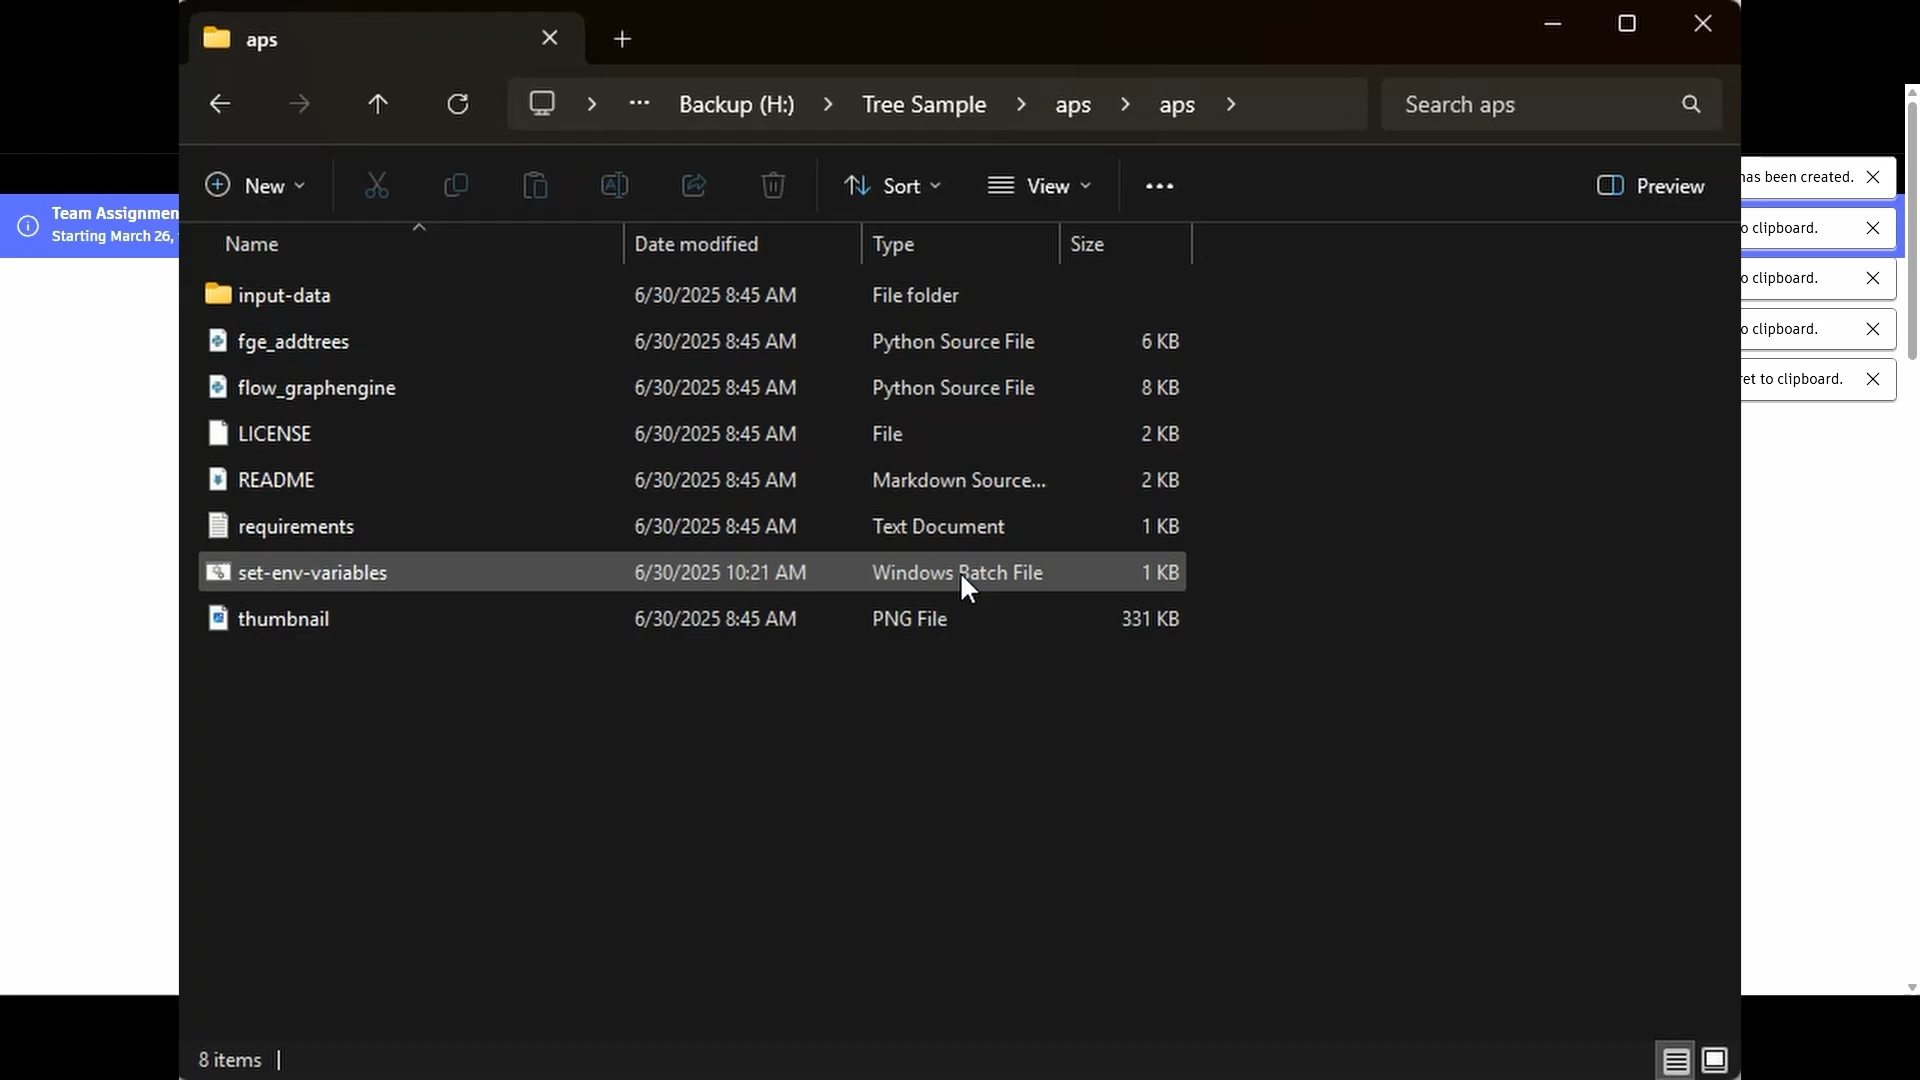 aps
Backup (H:) Tree Sample aps aps
Search aps
New
Sort
View
Preview
Name Date modified Type Size
input-data 6/30/2025 8:45 AM File folder
fge_addtrees 6/30/2025 8:45 AM Python Source File 6 KB
flow_graphengine 6/30/2025 8:45 AM Python Source File 8 KB
LICENSE 6/30/2025 8:45 AM File 2 KB
README 6/30/2025 8:45 AM Markdown Source... 2 KB
requirements 6/30/2025 8:45 AM Text Document 1 KB
set-env-variables 6/30/2025 10:21 AM Windows Batch File 1 KB
thumbnail 6/30/2025 8:45 AM PNG File 331 KB
8 items
Team Assignmen
Starting March 26,
has been created.
o clipboard.
o clipboard.
o clipboard.
ret to clipboard.